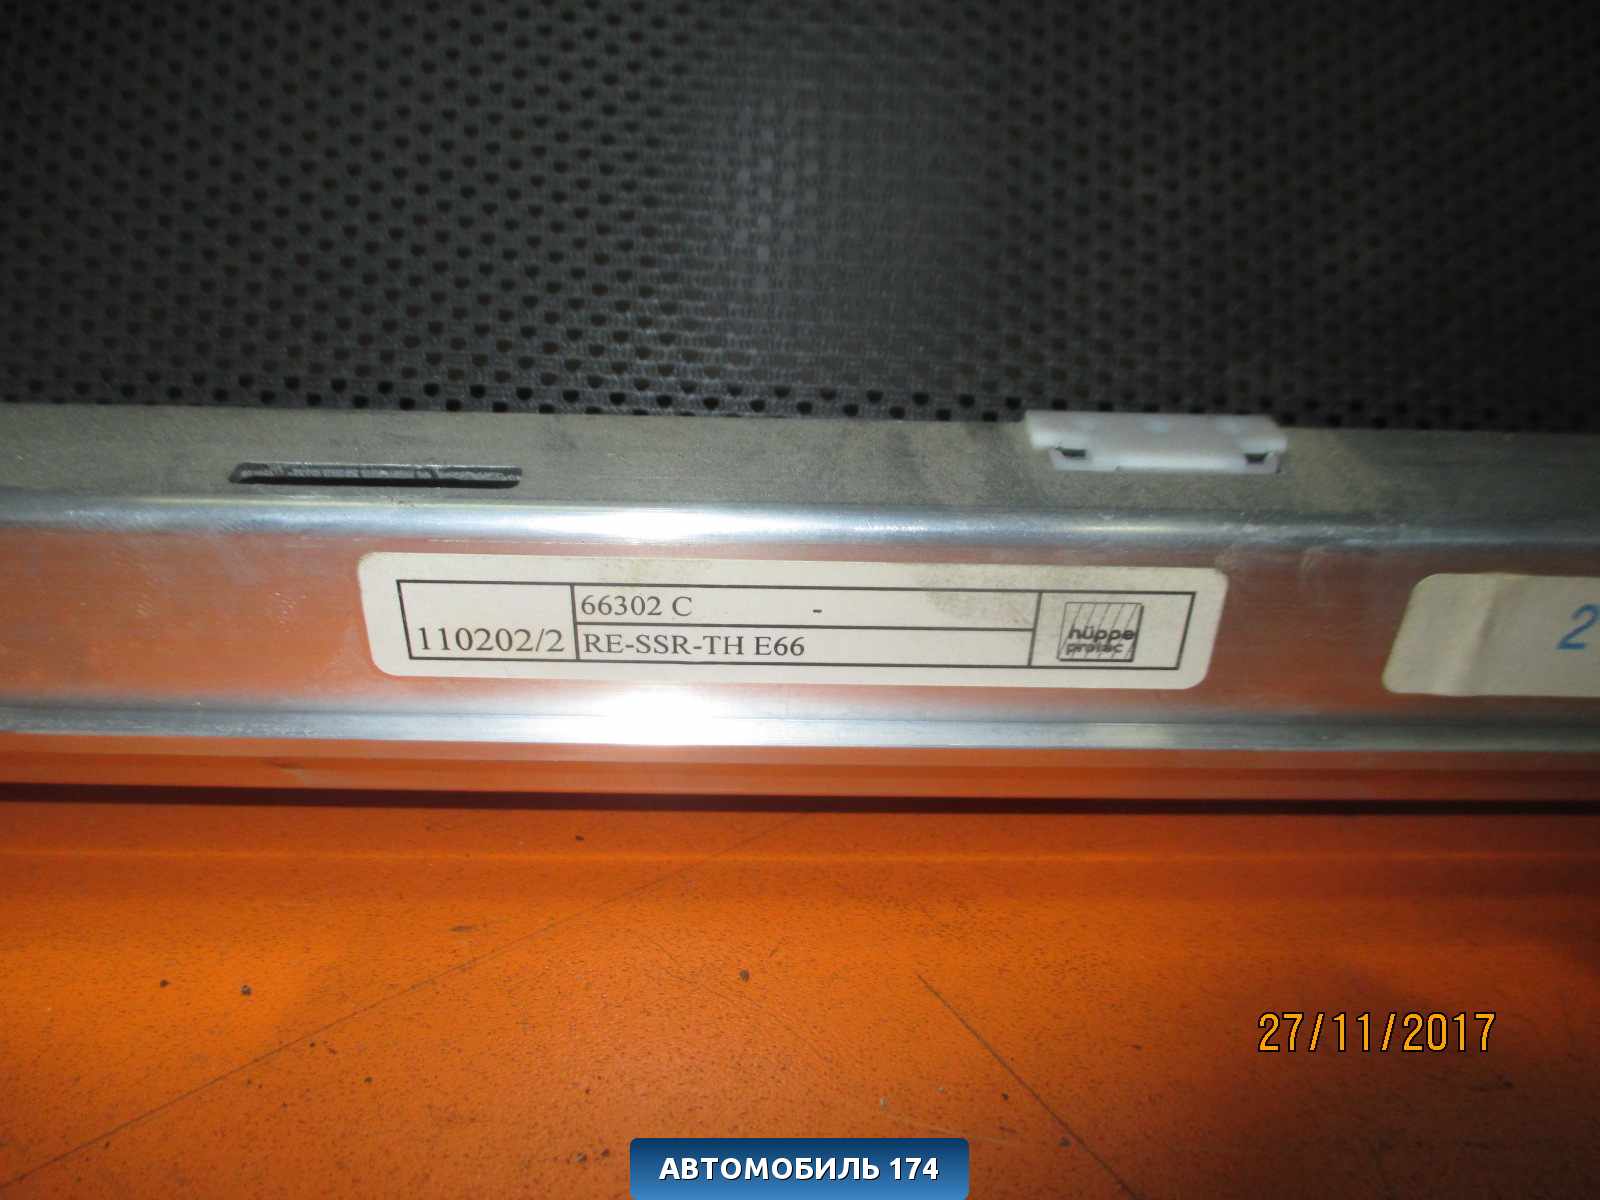 66302 C -
110202/2 RE-SSR-TH E66
hüppe
protec
2
27/11/2017
АВТОМОБИЛЬ 174